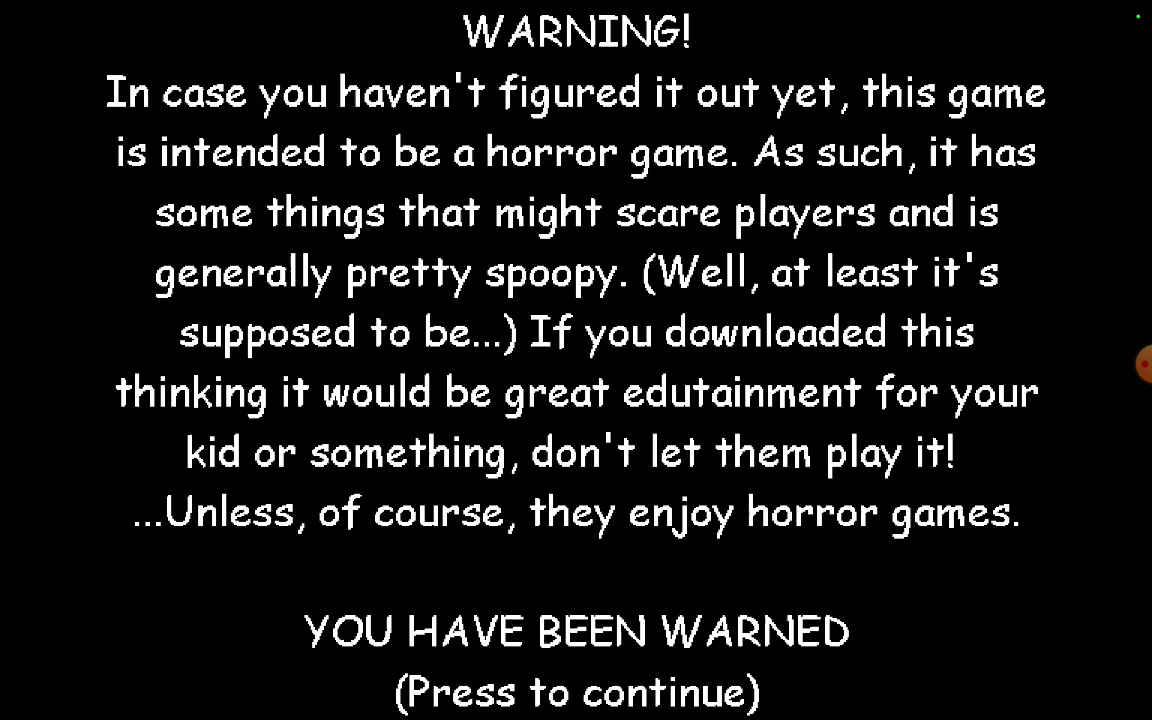 WARNING!
In case you haven't figured it out yet, this game
is intended to be a horror game. As such, it has
some things that might scare players and is
generally pretty spoopy. (Well, at least it's
supposed to be...) If you downloaded this
thinking it would be great edutainment for your
kid or something, don't let them play it!
...Unless, of course, they enjoy horror games.
YOU HAVE BEEN WARNED
(Press to continue)